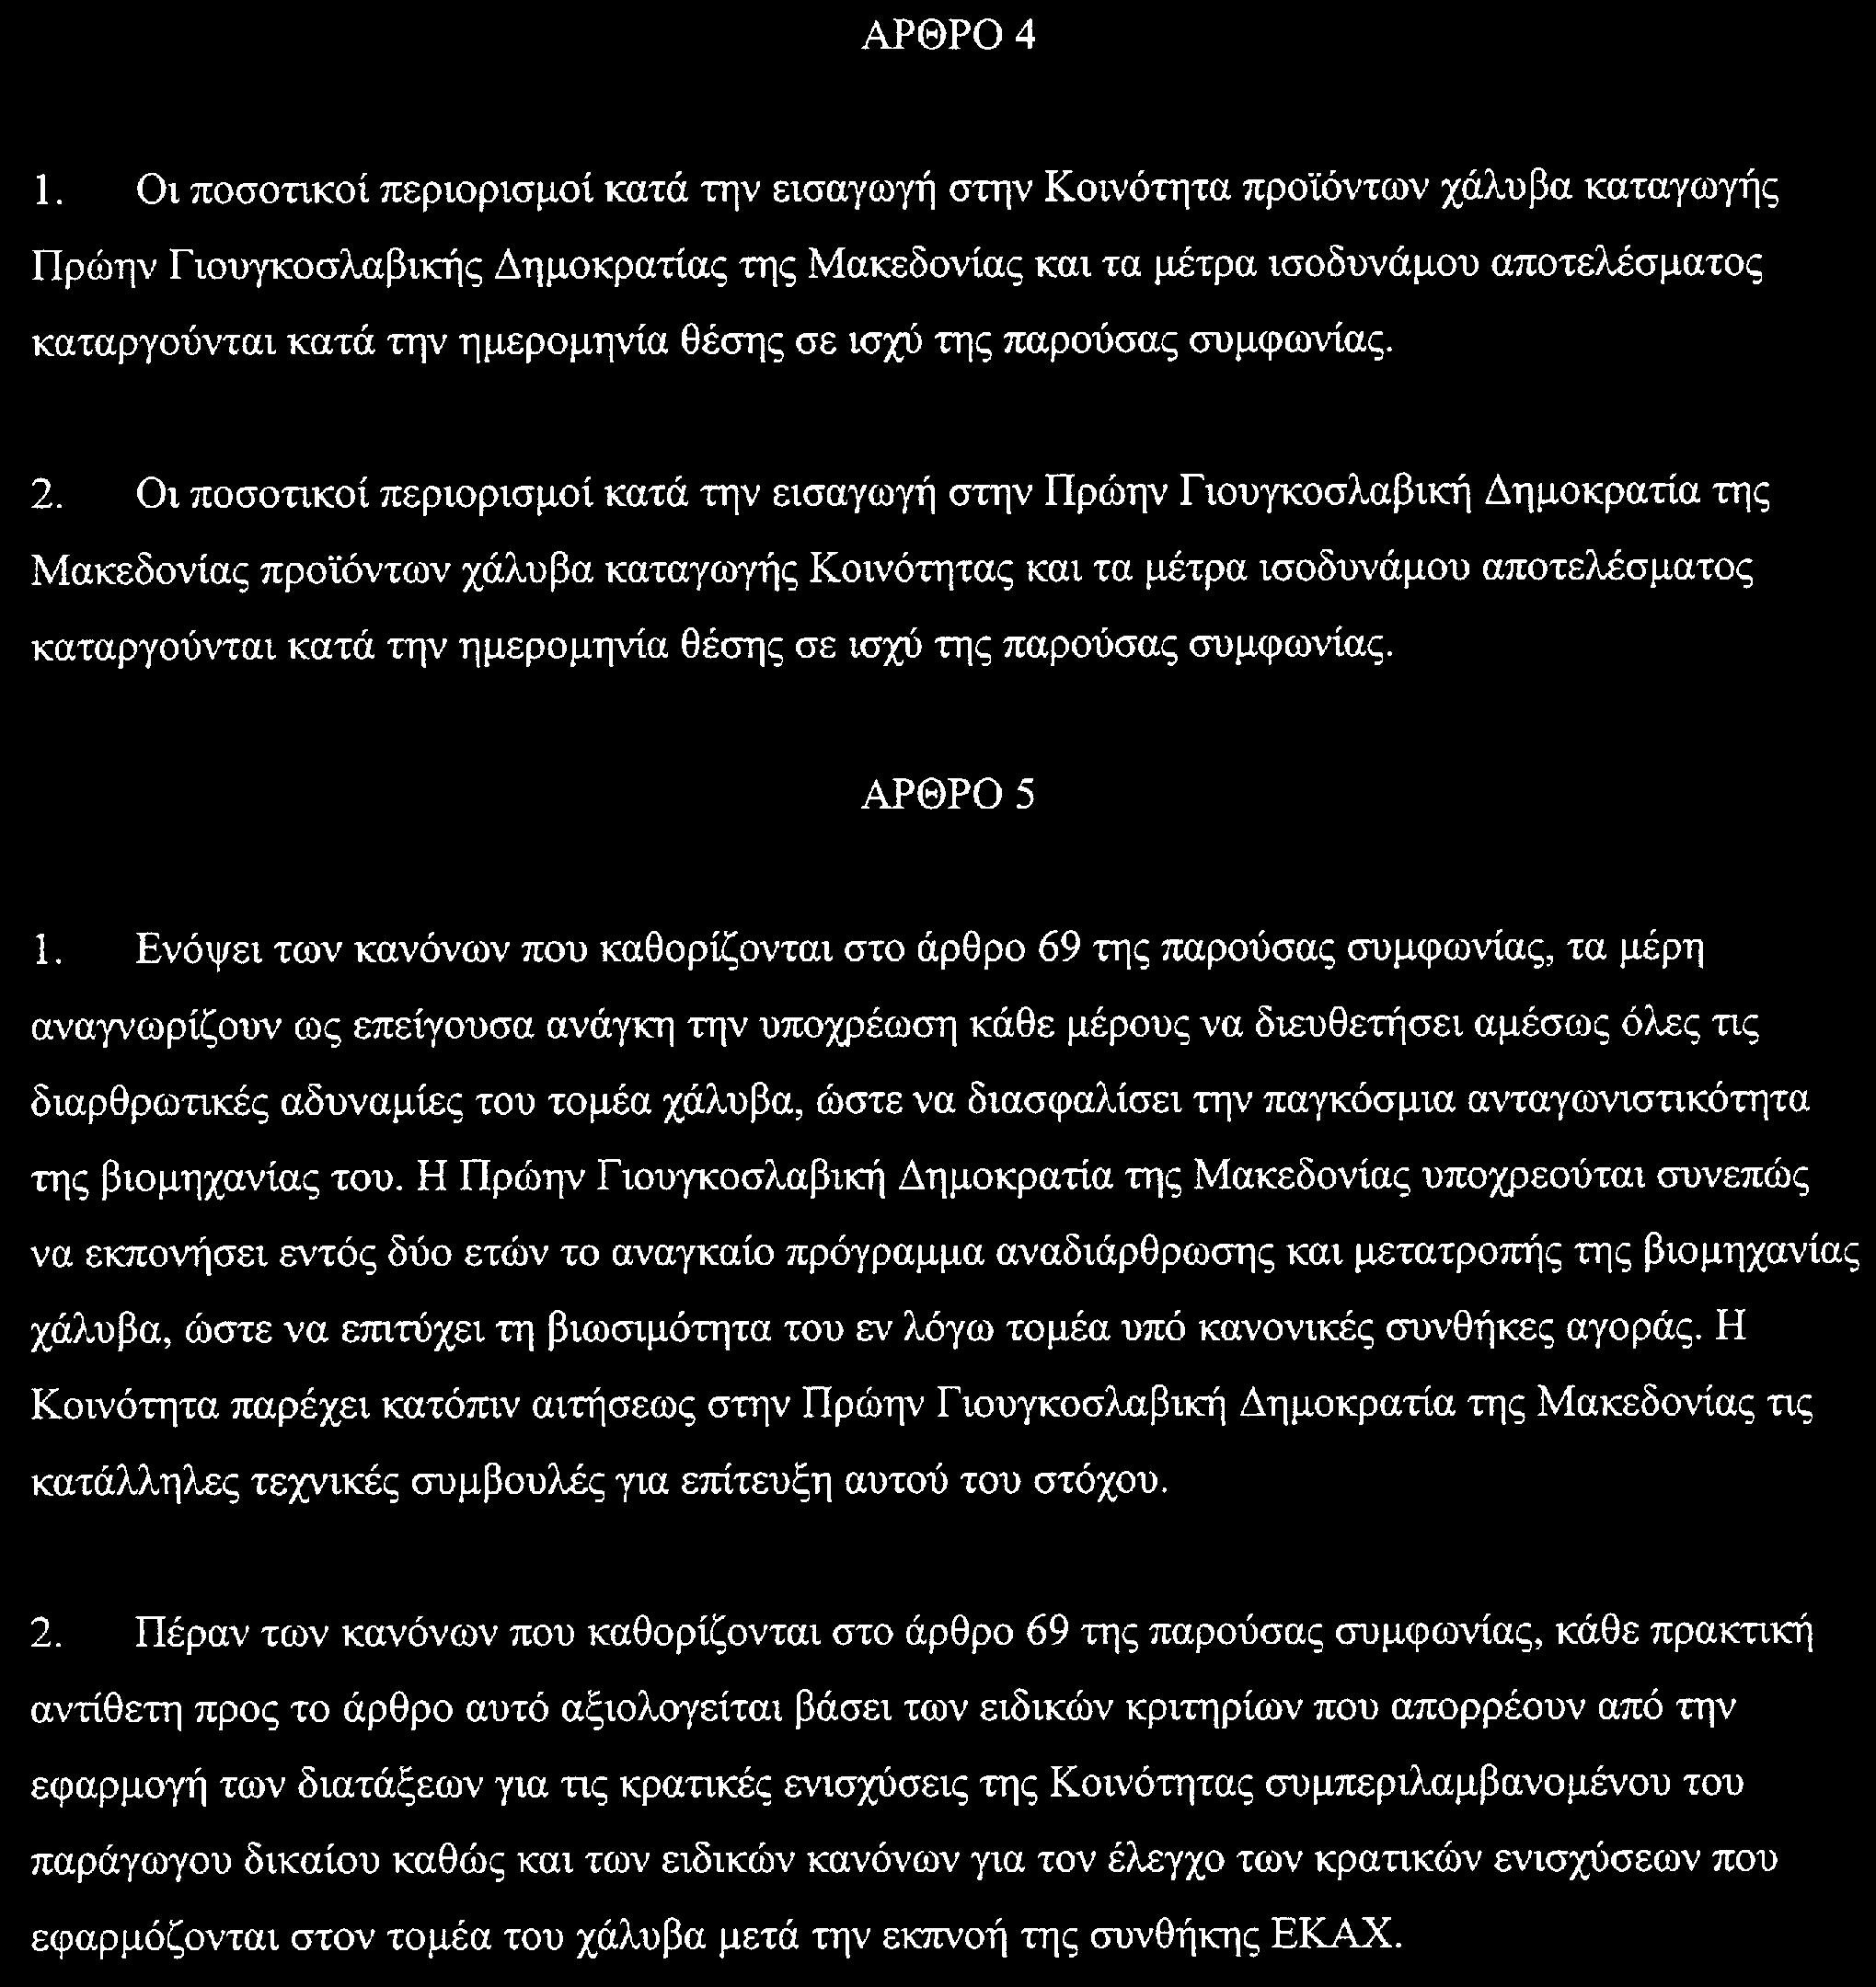 ΑΡΘΡΟ 4
1. Οι ποσοτικοί περιορισμοί κατά την εισαγωγή στην Κοινότητα προϊόντων χάλυβα καταγωγής
Πρώην Γιουγκοσλαβικής Δημοκρατίας της Μακεδονίας και τα μέτρα ισοδυνάμου αποτελέσματος
καταργούνται κατά την ημερομηνία θέσης σε ισχύ της παρούσας συμφωνίας.
2. Οι ποσοτικοί περιορισμοί κατά την εισαγωγή στην Πρώην Γιουγκοσλαβική Δημοκρατία της
Μακεδονίας προϊόντων χάλυβα καταγωγής Κοινότητας και τα μέτρα ισοδυνάμου αποτελέσματος
καταργούνται κατά την ημερομηνία θέσης σε ισχύ της παρούσας συμφωνίας.
ΑΡΘΡΟ 5
1. Ενόψει των κανόνων που καθορίζονται στο άρθρο 69 της παρούσας συμφωνίας, τα μέρη
αναγνωρίζουν ως επείγουσα ανάγκη την υποχρέωση κάθε μέρους να διευθετήσει αμέσως όλες τις
διαρθρωτικές αδυναμίες του τομέα χάλυβα, ώστε να διασφαλίσει την παγκόσμια ανταγωνιστικότητα
της βιομηχανίας του. Η Πρώην Γιουγκοσλαβική Δημοκρατία της Μακεδονίας υποχρεούται συνεπώς
να εκπονήσει εντός δύο ετών το αναγκαίο πρόγραμμα αναδιάρθρωσης και μετατροπής της βιομηχανίας
χάλυβα, ώστε να επιτύχει τη βιωσιμότητα του εν λόγω τομέα υπό κανονικές συνθήκες αγοράς. Η
Κοινότητα παρέχει κατόπιν αιτήσεως στην Πρώην Γιουγκοσλαβική Δημοκρατία της Μακεδονίας τις
κατάλληλες τεχνικές συμβουλές για επίτευξη αυτού του στόχου.
2. Πέραν των κανόνων που καθορίζονται στο άρθρο 69 της παρούσας συμφωνίας, κάθε πρακτική
αντίθετη προς το άρθρο αυτό αξιολογείται βάσει των ειδικών κριτηρίων που απορρέουν από την
εφαρμογή των διατάξεων για τις κρατικές ενισχύσεις της Κοινότητας συμπεριλαμβανομένου του
παράγωγου δικαίου καθώς και των ειδικών κανόνων για τον έλεγχο των κρατικών ενισχύσεων που
εφαρμόζονται στον τομέα του χάλυβα μετά την εκπνοή της συνθήκης ΕΚΑΧ.